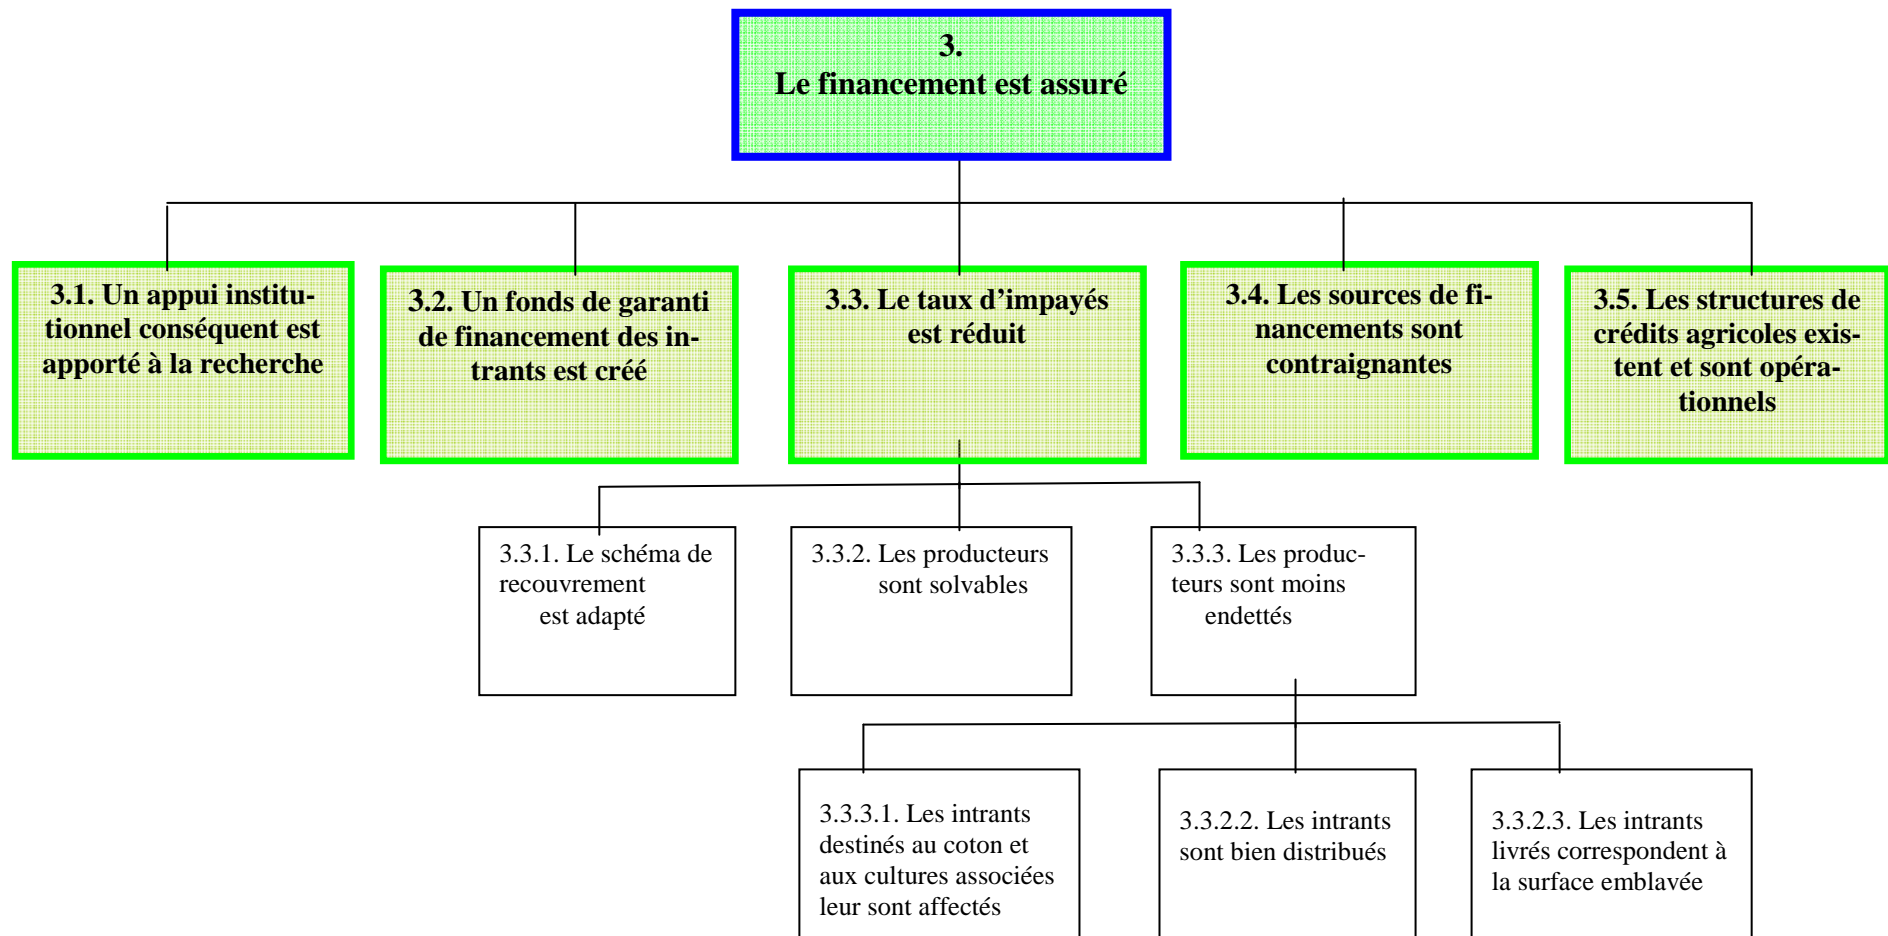 3.
Le financement est assuré
3.1. Un appui institu-
tionnel conséquent est
apporté à la recherche
3.2. Un fonds de garanti
de financement des in-
trants est créé
3.3. Le taux d’impayés
est réduit
3.4. Les sources de fi-
nancements sont
contraignantes
3.5. Les structures de
crédits agricoles exis-
tent et sont opéra-
tionnels
3.3.1. Le schéma de
recouvrement
est adapté
3.3.2. Les producteurs
sont solvables
3.3.3. Les produc-
teurs sont moins
endettés
3.3.3.1. Les intrants
destinés au coton et
aux cultures associées
leur sont affectés
3.3.2.2. Les intrants
sont bien distribués
3.3.2.3. Les intrants
livrés correspondent à
la surface emblavée